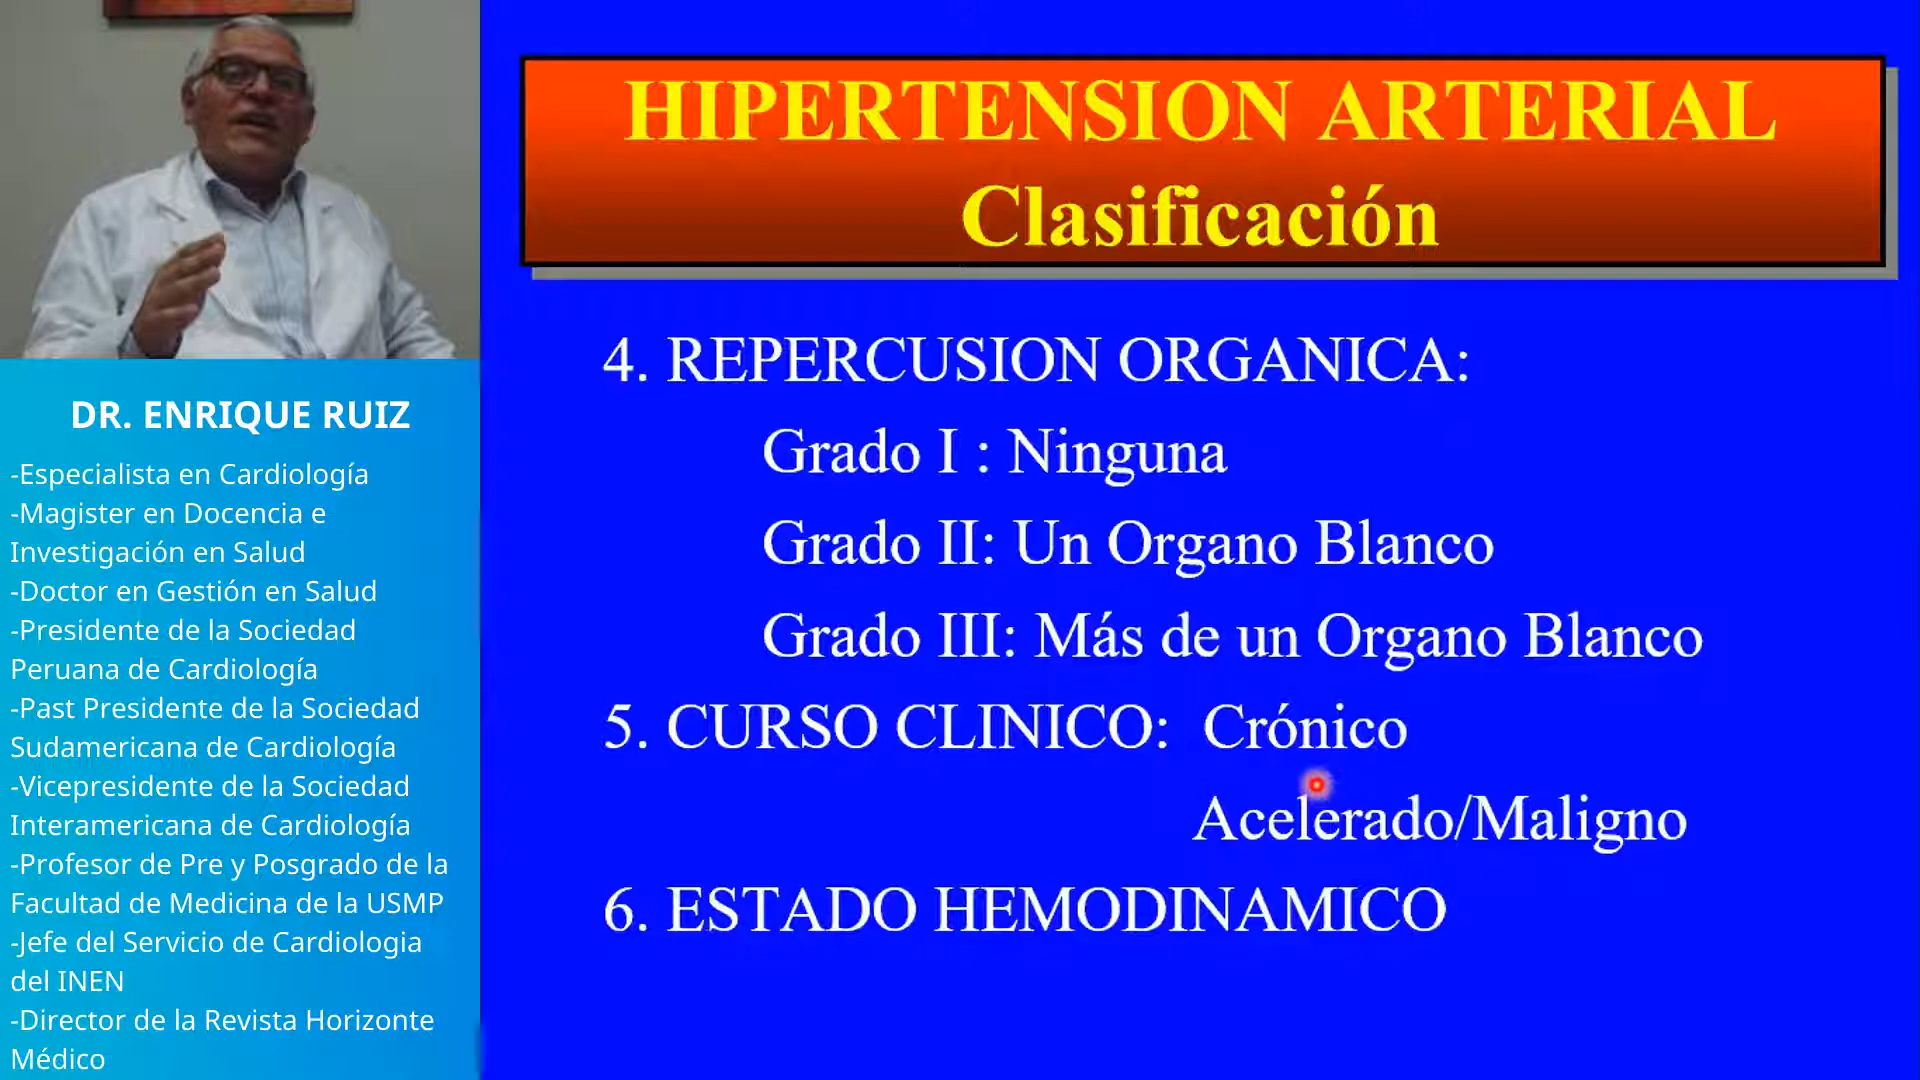 HIPERTENSION ARTERIAL
Clasificación
4. REPERCUSION ORGANICA:
Grado I : Ninguna
Grado II: Un Organo Blanco
Grado III: Más de un Organo Blanco
5. CURSO CLINICO: Crónico
Acelerado/Maligno
6. ESTADO HEMODINAMICO
DR. ENRIQUE RUIZ
-Especialista en Cardiología
-Magister en Docencia e
Investigación en Salud
-Doctor en Gestión en Salud
-Presidente de la Sociedad
Peruana de Cardiología
-Past Presidente de la Sociedad
Sudamericana de Cardiología
-Vicepresidente de la Sociedad
Interamericana de Cardiología
-Profesor de Pre y Posgrado de la
Facultad de Medicina de la USMP
-Jefe del Servicio de Cardiologia
del INEN
-Director de la Revista Horizonte
Médico